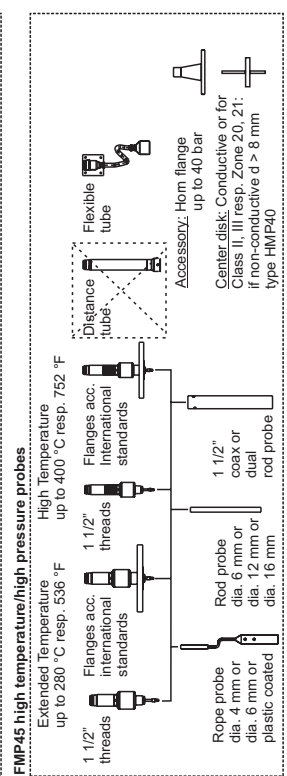 FMP45 high temperature/high pressure probes
Extended Temperature
up to 280 °C resp. 536 °F
High Temperature
up to 400 °C resp. 752 °F
1 1/2"
threads
Flanges acc.
international
standards
1 1/2"
threads
Flanges acc.
International
standards
Distance
tube
Flexible
tube
Rope probe
dia. 4 mm or
dia. 6 mm or
plastic coated
Rod probe
dia. 6 mm or
dia. 12 mm or
dia. 16 mm
1 1/2"
coax or
dual
rod probe
Accessory: Horn flange
up to 40 bar
Center disk: Conductive or for
Class II, III resp. Zone 20, 21:
if non-conductive d > 8 mm
type HMP40